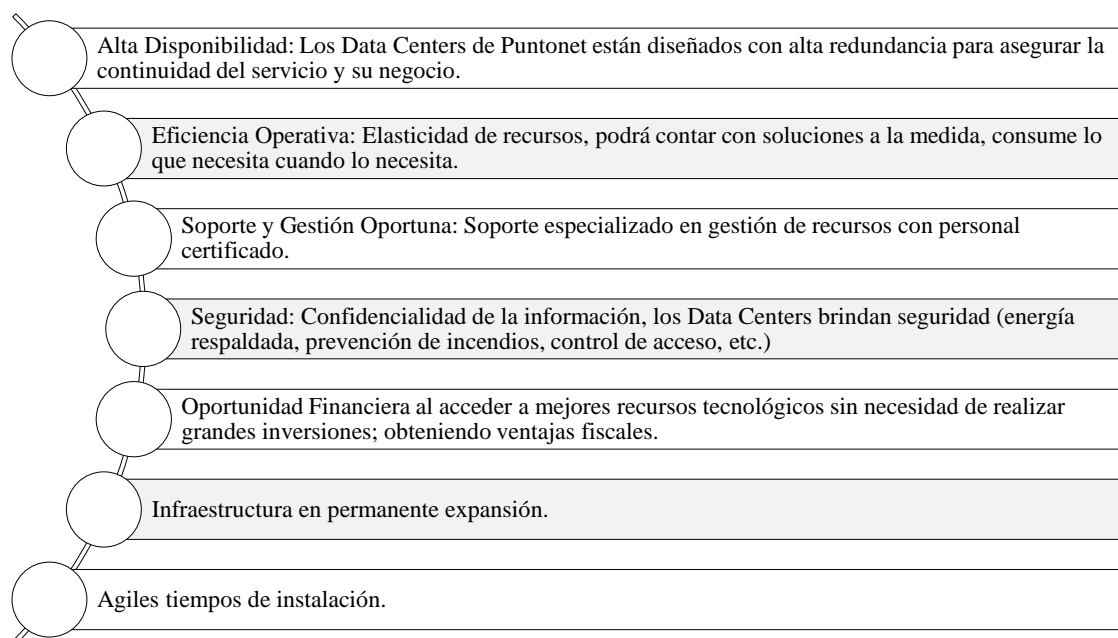 Alta Disponibilidad: Los Data Centers de Puntonet están diseñados con alta redundancia para asegurar la
continuidad del servicio y su negocio.
Eficiencia Operativa: Elasticidad de recursos, podrá contar con soluciones a la medida, consume lo
que necesita cuando lo necesita.
Soporte y Gestión Oportuna: Soporte especializado en gestión de recursos con personal
certificado.
Seguridad: Confidencialidad de la información, los Data Centers brindan seguridad (energía
respaldada, prevención de incendios, control de acceso, etc.)
Oportunidad Financiera al acceder a mejores recursos tecnológicos sin necesidad de realizar
grandes inversiones; obteniendo ventajas fiscales.
Infraestructura en permanente expansión.
Agiles tiempos de instalación.